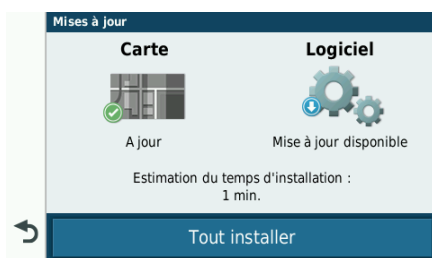 Mises à jour
Carte
Logiciel
A jour
Mise à jour disponible
Estimation du temps d'installation :
1 min.
Tout installer